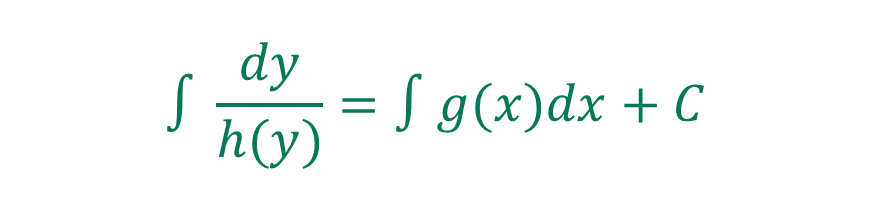 ∫ dy/h(y) = ∫ g(x)dx + C